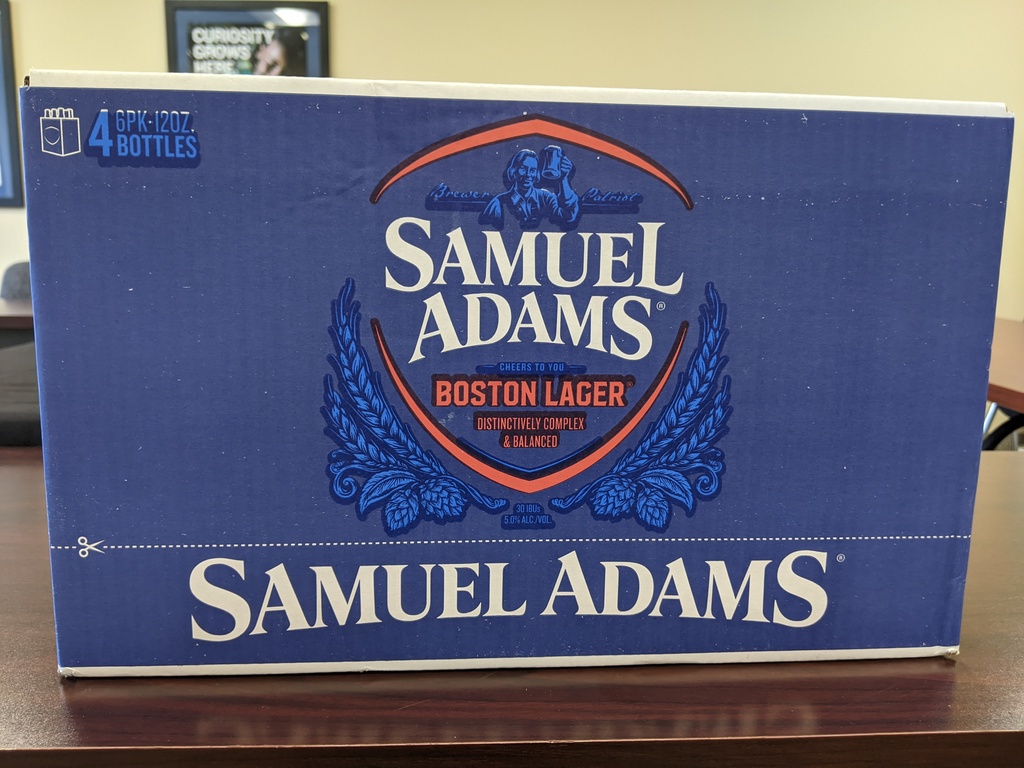 CURIOSITY
GROWS
HERE.
4 6PK·12OZ.
BOTTLES
Brewer Patriot
SAMUEL
ADAMS®
CHEERS TO YOU
BOSTON LAGER®
DISTINCTIVELY COMPLEX
& BALANCED
30 IBUs
5.0% ALC./VOL.
SAMUEL ADAMS®